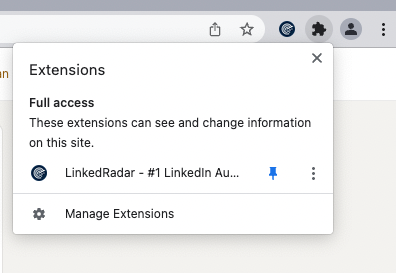 an
Extensions
Full access
These extensions can see and change information
on this site.
LinkedRadar - #1 LinkedIn Au...
Manage Extensions